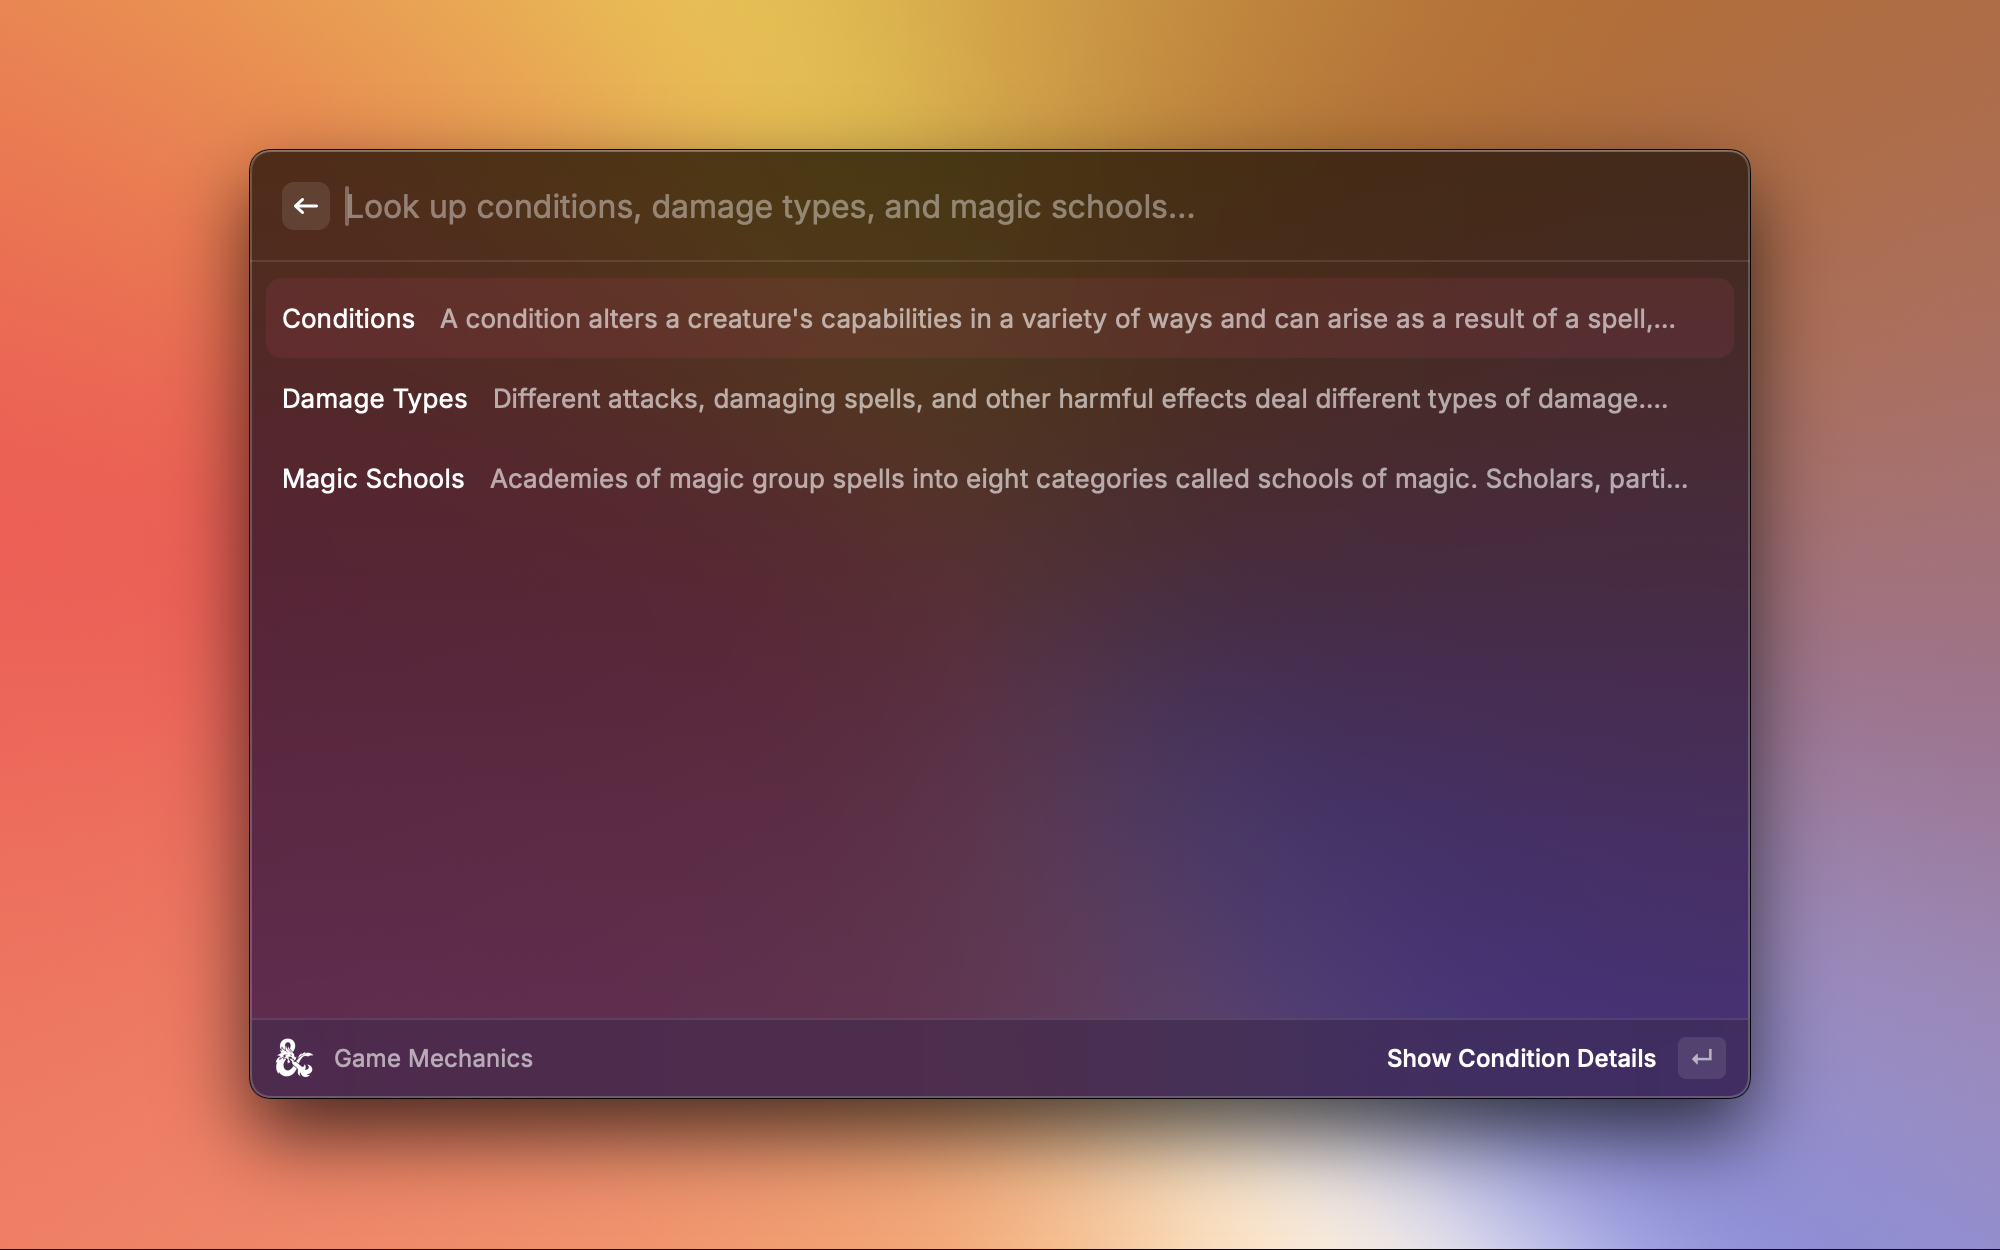 Look up conditions, damage types, and magic schools...
Conditions A condition alters a creature's capabilities in a variety of ways and can arise as a result of a spell,...
Damage Types Different attacks, damaging spells, and other harmful effects deal different types of damage....
Magic Schools Academies of magic group spells into eight categories called schools of magic. Scholars, parti...
Game Mechanics Show Condition Details